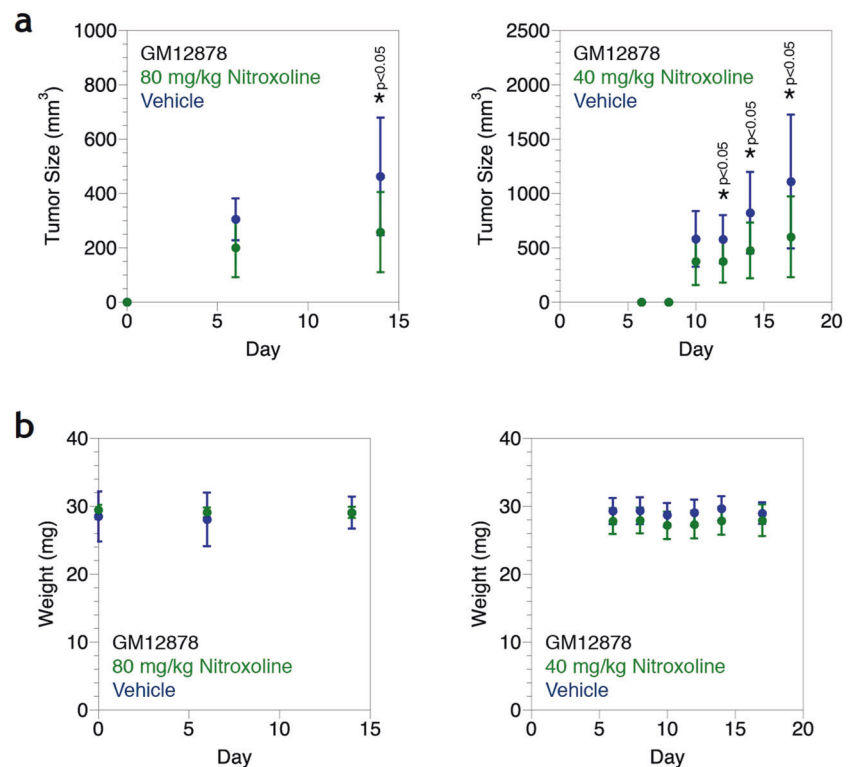 a
1000
800
600
400
200
0
Tumor Size (mm3)
GM12878
80 mg/kg Nitroxoline
Vehicle
* p<0.05
0 5 10 15
Day
2500
2000
1500
1000
500
0
Tumor Size (mm3)
GM12878
40 mg/kg Nitroxoline
Vehicle
* p<0.05
* p<0.05
* p<0.05
0 5 10 15 20
Day
b
40
30
20
10
0
Weight (mg)
GM12878
80 mg/kg Nitroxoline
Vehicle
0 5 10 15
Day
40
30
20
10
0
Weight (mg)
GM12878
40 mg/kg Nitroxoline
Vehicle
0 5 10 15 20
Day